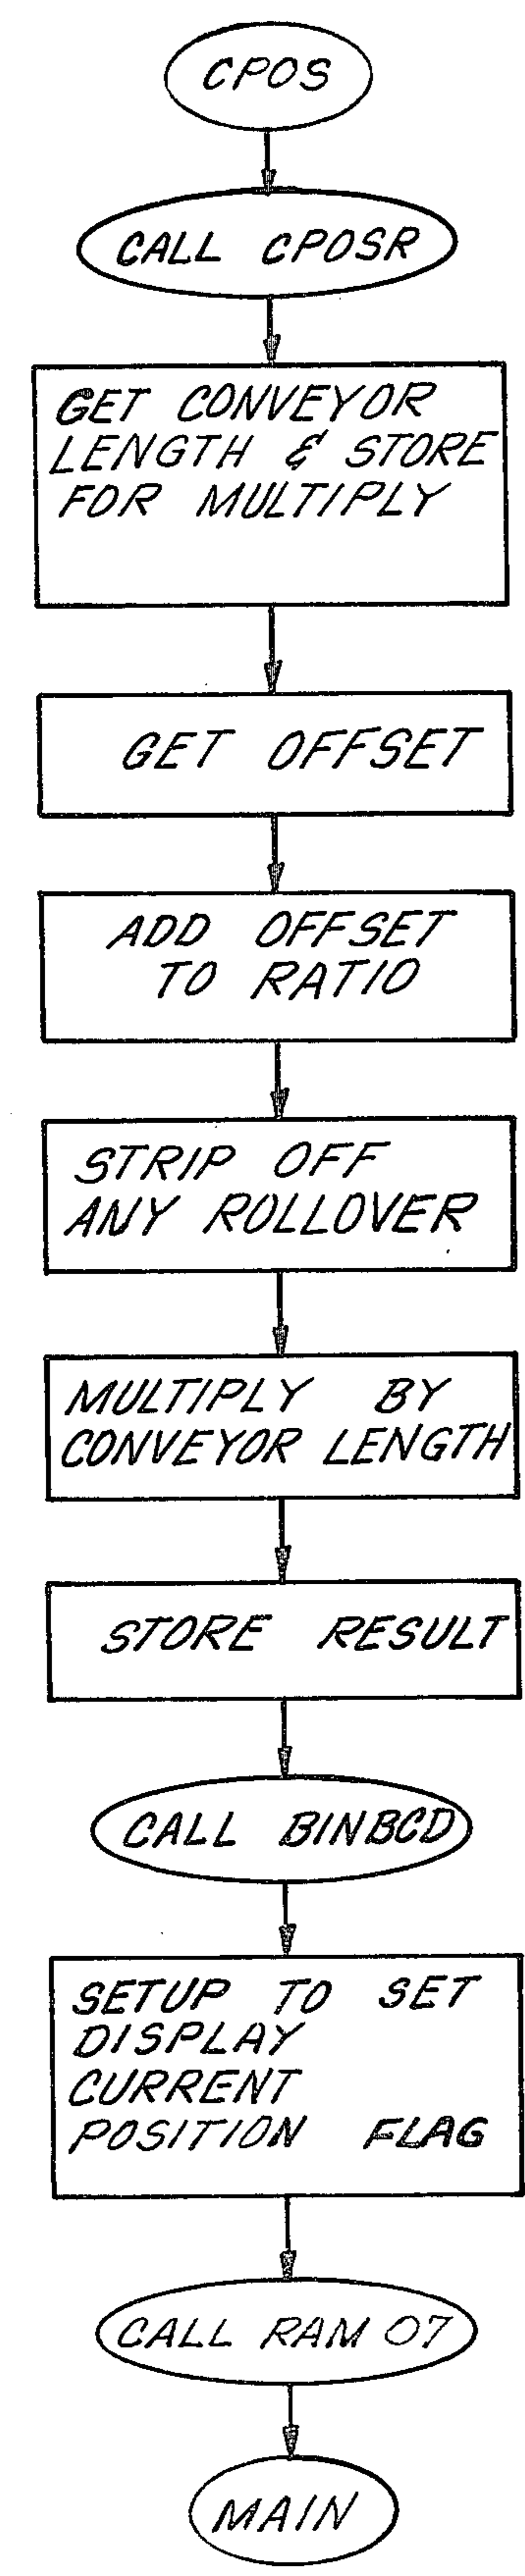 CPOS
CALL CPOSR
GET CONVEYOR
LENGTH & STORE
FOR MULTIPLY
GET OFFSET
ADD OFFSET
TO RATIO
STRIP OFF
ANY ROLLOVER
MULTIPLY BY
CONVEYOR LENGTH
STORE RESULT
CALL BINBCD
SETUP TO SET
DISPLAY
CURRENT
POSITION FLAG
CALL RAM 07
MAIN